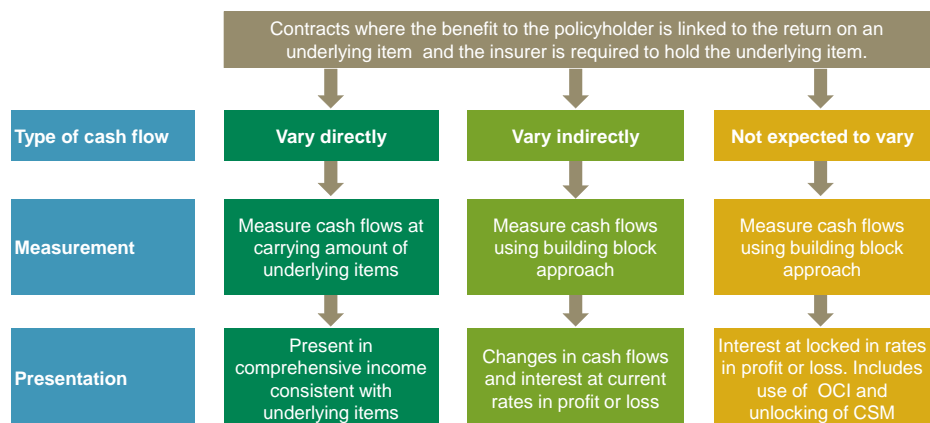 Contracts where the benefit to the policyholder is linked to the return on an
underlying item and the insurer is required to hold the underlying item.
Type of cash flow
Vary directly
Vary indirectly
Not expected to vary
Measurement
Measure cash flows at
carrying amount of
underlying items
Measure cash flows
using building block
approach
Measure cash flows
using building block
approach
Presentation
Present in
comprehensive income
consistent with
underlying items
Changes in cash flows
and interest at current
rates in profit or loss
Interest at locked in rates
in profit or loss. Includes
use of OCI and
unlocking of CSM